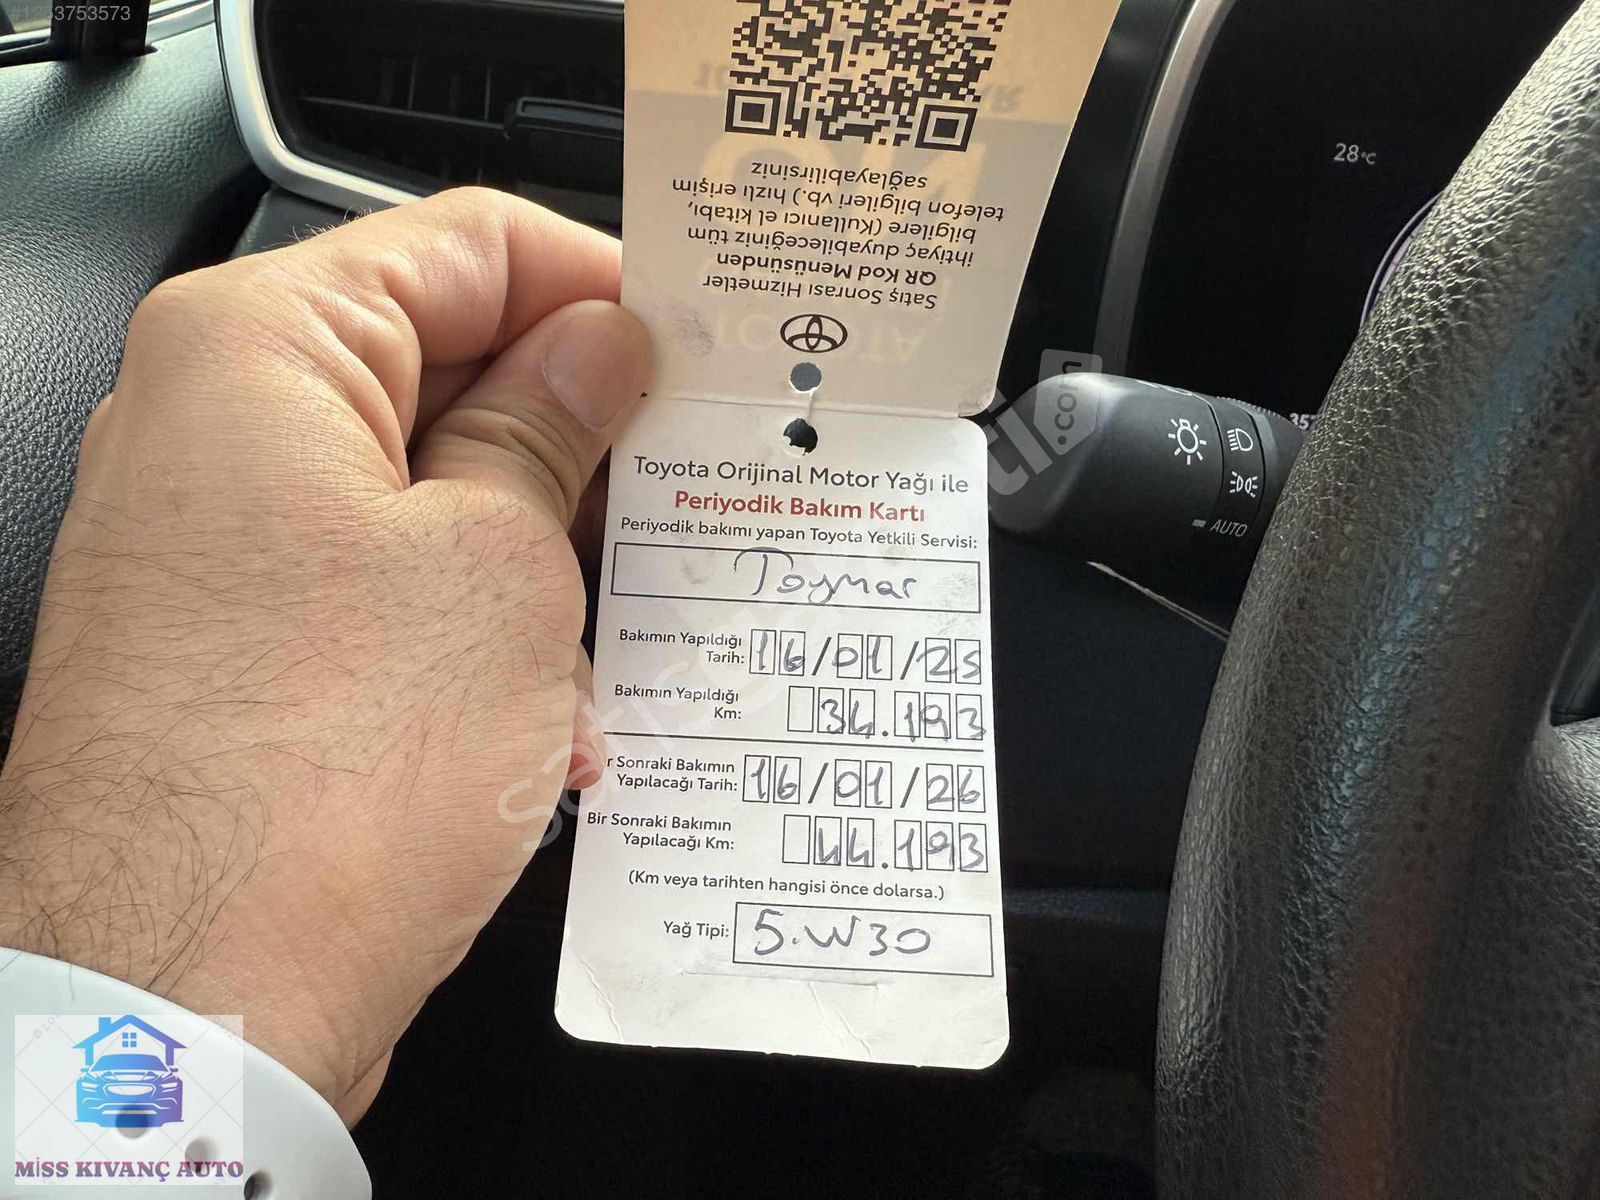 #1253753573
28°C
357
AUTO
TOYOTA
Satış Sonrası Hizmetler
QR Kod Menüsünden
ihtiyaç duyabileceğiniz tüm
bilgilere (Kullanıcı el kitabı,
telefon bilgileri vb.) hızlı erişim
sağlayabilirsiniz
Toyota Orijinal Motor Yağı ile
Periyodik Bakım Kartı
Periyodik bakımı yapan Toyota Yetkili Servisi:
Toymar
Bakımın Yapıldığı
Tarih: 16/01/25
Bakımın Yapıldığı
Km: 34.193
r Sonraki Bakımın
Yapılacağı Tarih: 16/01/26
Bir Sonraki Bakımın
Yapılacağı Km: 44.193
(Km veya tarihten hangisi önce dolarsa.)
Yağ Tipi: 5.W30
MİSS KIVANÇ AUTO